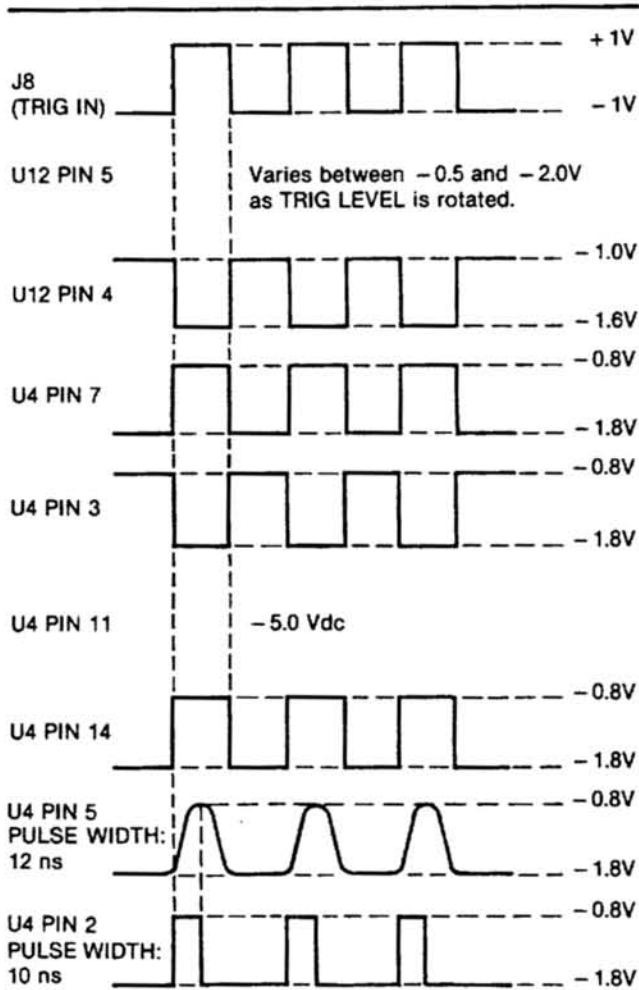 + 1V
J8
(TRIG IN)
− 1V
U12 PIN 5
Varies between − 0.5 and − 2.0V
as TRIG LEVEL is rotated.
− 1.0V
U12 PIN 4
− 1.6V
− 0.8V
U4 PIN 7
− 1.8V
− 0.8V
U4 PIN 3
− 1.8V
U4 PIN 11
− 5.0 Vdc
− 0.8V
U4 PIN 14
− 1.8V
− 0.8V
U4 PIN 5
PULSE WIDTH:
12 ns
− 1.8V
− 0.8V
U4 PIN 2
PULSE WIDTH:
10 ns
− 1.8V